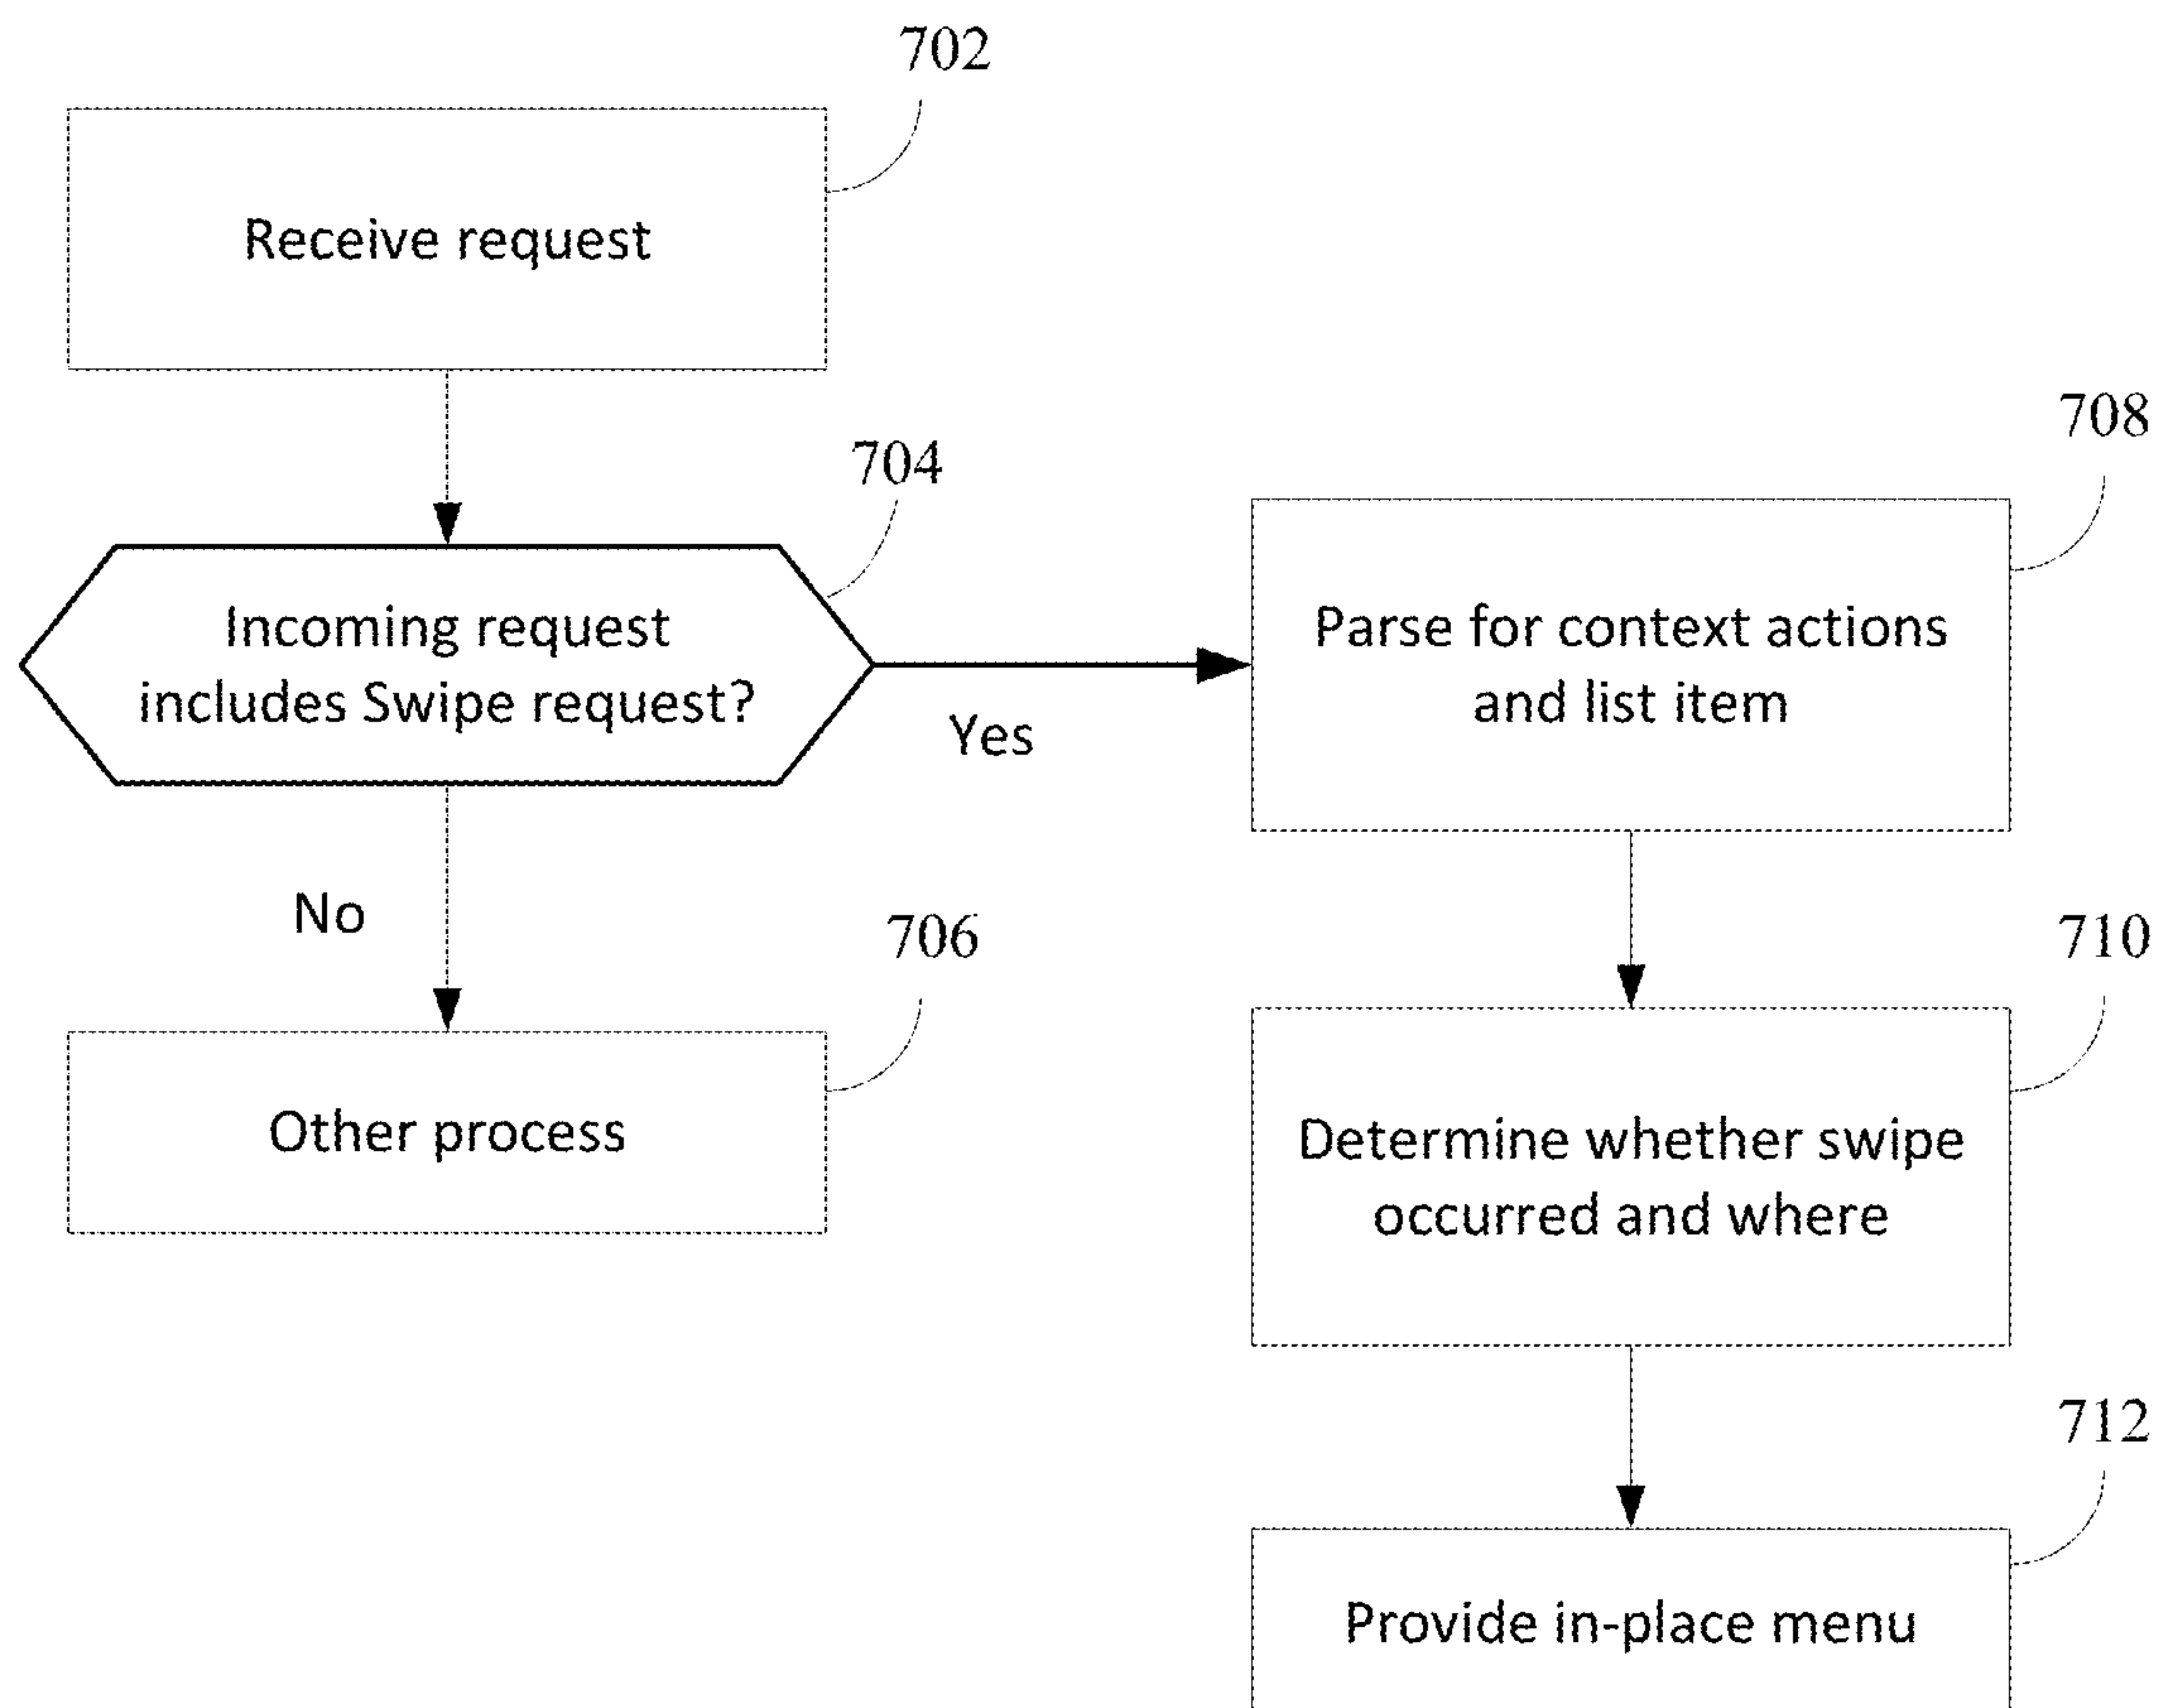 702
Receive request
704
Incoming request
includes Swipe request?
Yes
No
706
Other process
708
Parse for context actions
and list item
710
Determine whether swipe
occurred and where
712
Provide in-place menu